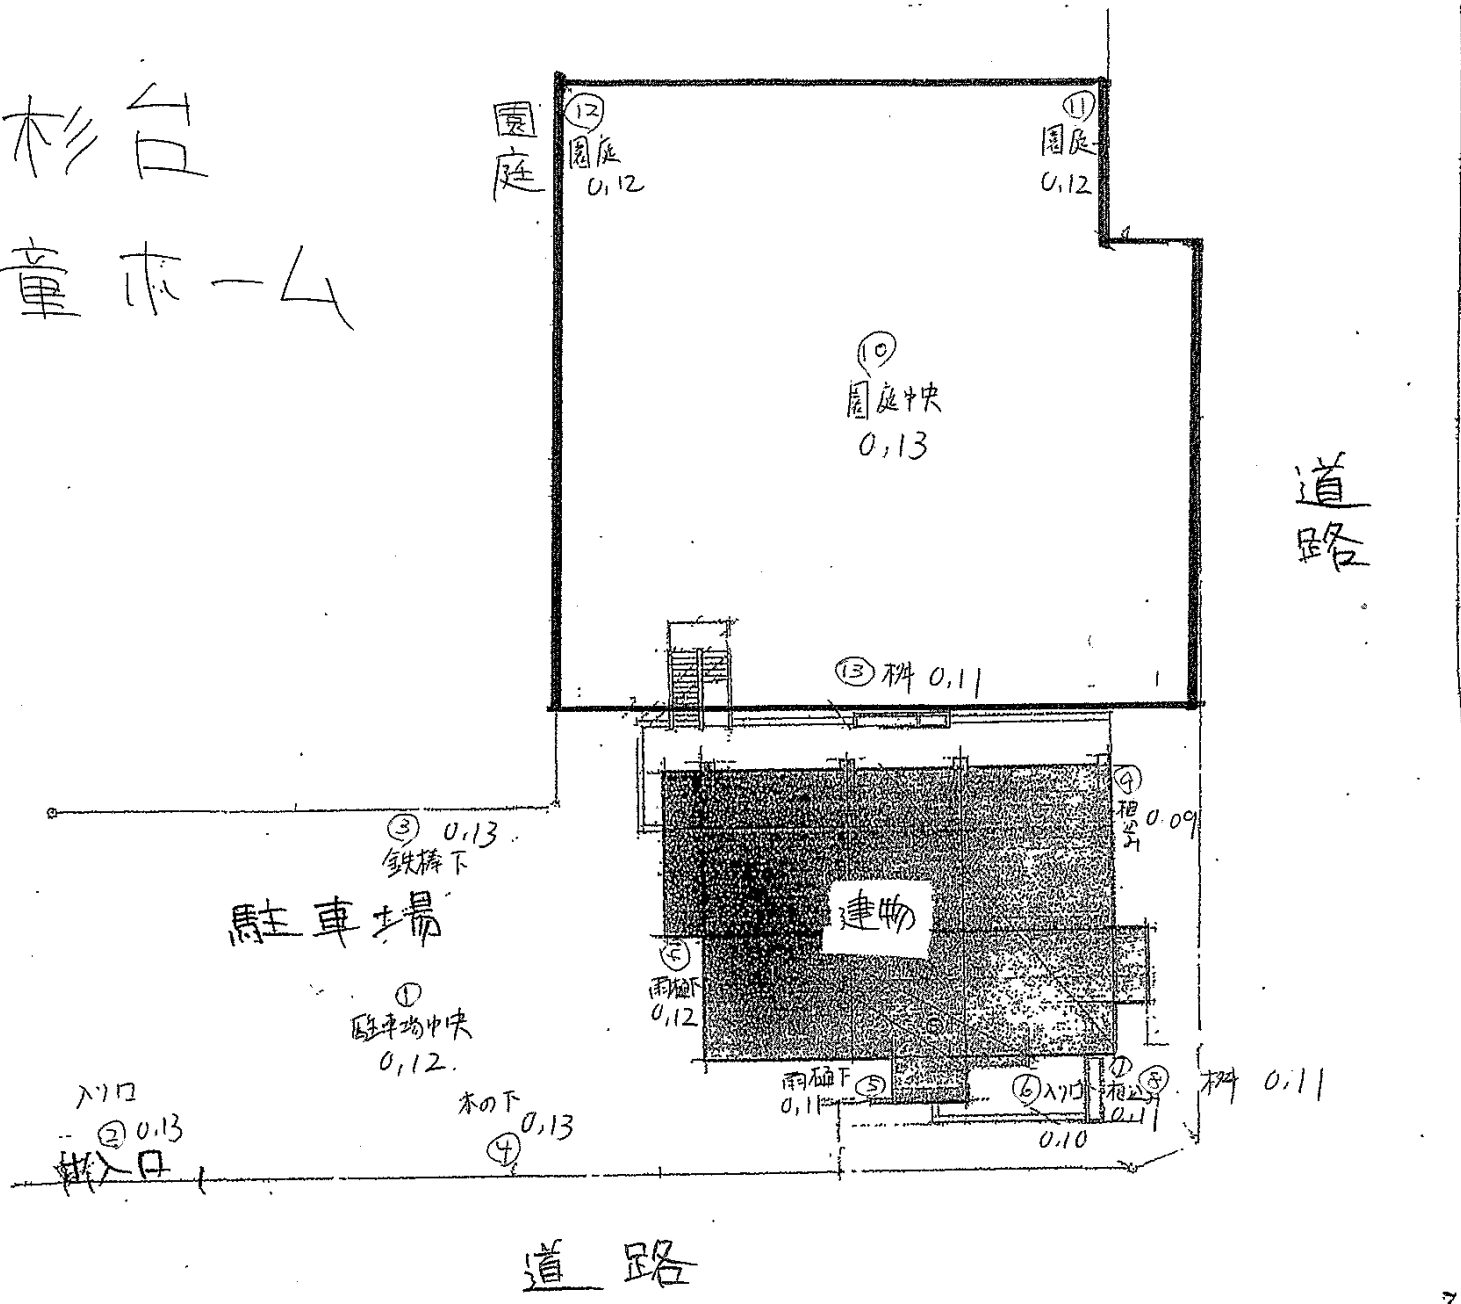 杉台
童ホーム
園庭
⑫
園庭
0.12
⑪
園庭
0.12
⑩
園庭中央
0.13
道路
⑬ 桝 0.11
③ 0.13
鉄棒下
駐車場
①
駐車場中央
0.12
建物
0.09
雨樋下
0.12
雨樋下 ⑤
0.11
⑥ 入り口
0.10
⑦
0.11
⑧ 桝 0.11
入り口
② 0.13
入口
木の下
0.13
④
道路